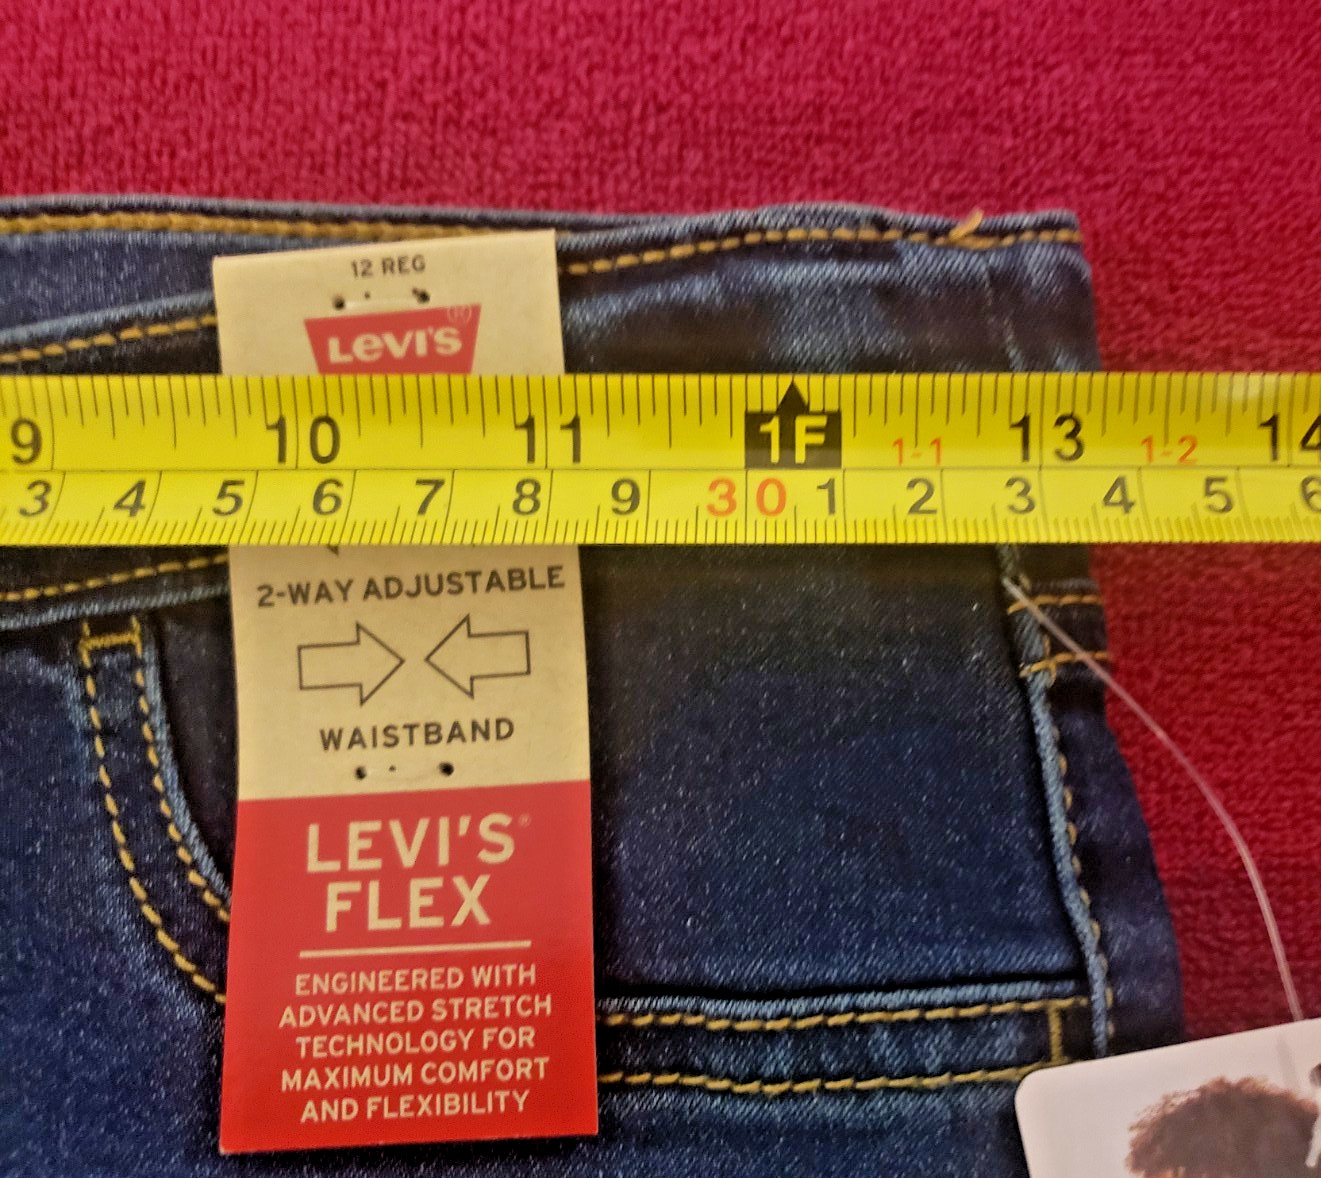 12 REG
LEVI'S®
9 10 11 1F 1-1 13 1-2 14
3 4 5 6 7 8 9 30 1 2 3 4 5 6
2-WAY ADJUSTABLE
WAISTBAND
LEVI'S®
FLEX
ENGINEERED WITH
ADVANCED STRETCH
TECHNOLOGY FOR
MAXIMUM COMFORT
AND FLEXIBILITY